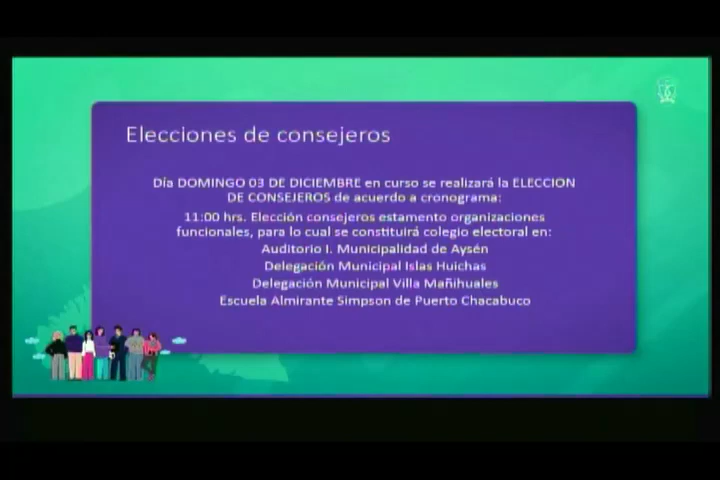 Elecciones de consejeros
Día DOMINGO 03 DE DICIEMBRE en curso se realizará la ELECCION
DE CONSEJEROS de acuerdo a cronograma:
11:00 hrs. Elección consejeros estamento organizaciones
funcionales, para lo cual se constituirá colegio electoral en:
Auditorio I. Municipalidad de Aysén
Delegación Municipal Islas Huichas
Delegación Municipal Villa Mañihuales
Escuela Almirante Simpson de Puerto Chacabuco